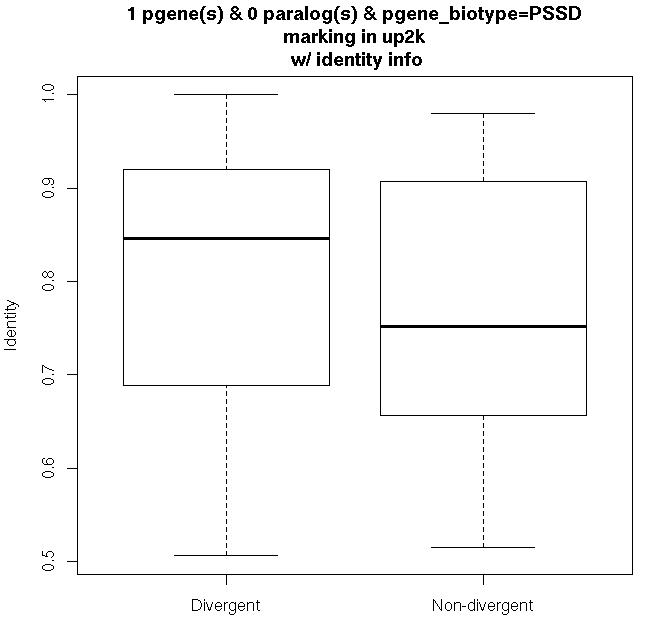 1 pgene(s) & 0 paralog(s) & pgene_biotype=PSSD
marking in up2k
w/ identity info
1.0
0.9
0.8
0.7
0.6
0.5
Identity
Divergent
Non-divergent